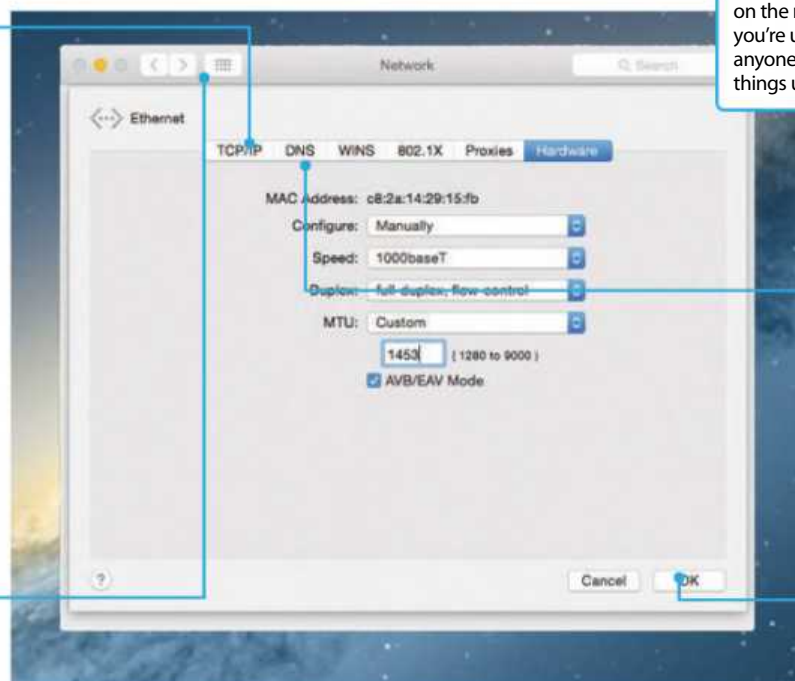 on the
you're u
anyone
things u
Network
Search
Ethernet
TCP/IP DNS WINS 802.1X Proxies Hardware
MAC Address: c8:2a:14:29:15:fb
Configure: Manually
Speed: 1000baseT
Duplex: full-duplex, flow-control
MTU: Custom
1453 ( 1280 to 9000 )
AVB/EAV Mode
?
Cancel OK